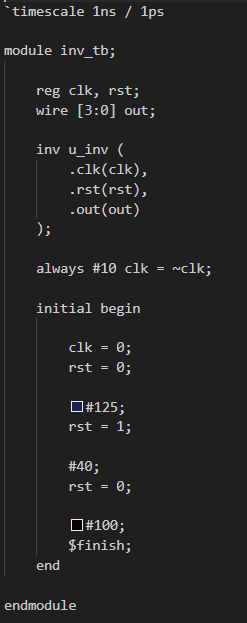 `timescale 1ns / 1ps
module inv_tb;
reg clk, rst;
wire [3:0] out;
inv u_inv (
.clk(clk),
.rst(rst),
.out(out)
);
always #10 clk = ~clk;
initial begin
clk = 0;
rst = 0;
#125;
rst = 1;
#40;
rst = 0;
#100;
$finish;
end
endmodule